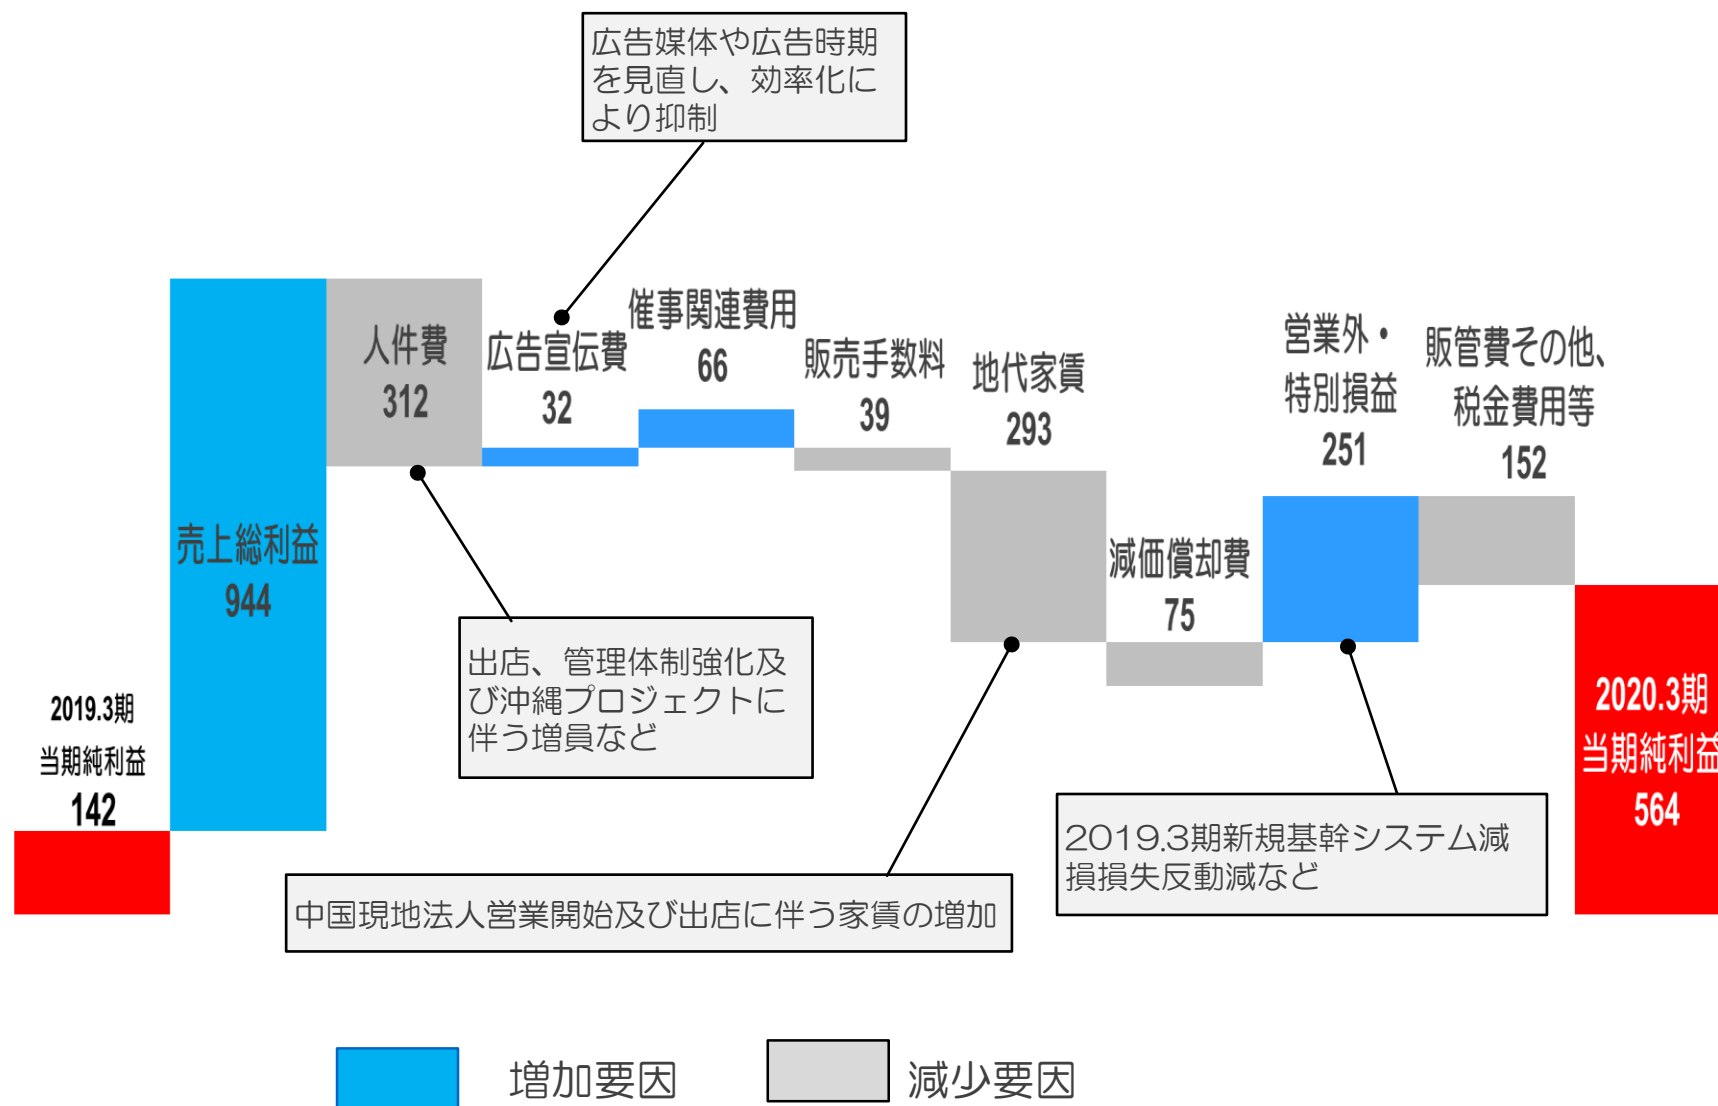 広告媒体や広告時期
を見直し、効率化に
より抑制
2019.3期
当期純利益
142
売上総利益
944
人件費
312
広告宣伝費
32
催事関連費用
66
販売手数料
39
地代家賃
293
減価償却費
75
営業外・
特別損益
251
販管費その他、
税金費用等
152
2020.3期
当期純利益
564
出店、管理体制強化及
び沖縄プロジェクトに
伴う増員など
中国現地法人営業開始及び出店に伴う家賃の増加
2019.3期新規基幹システム減
損損失反動減など
増加要因
減少要因